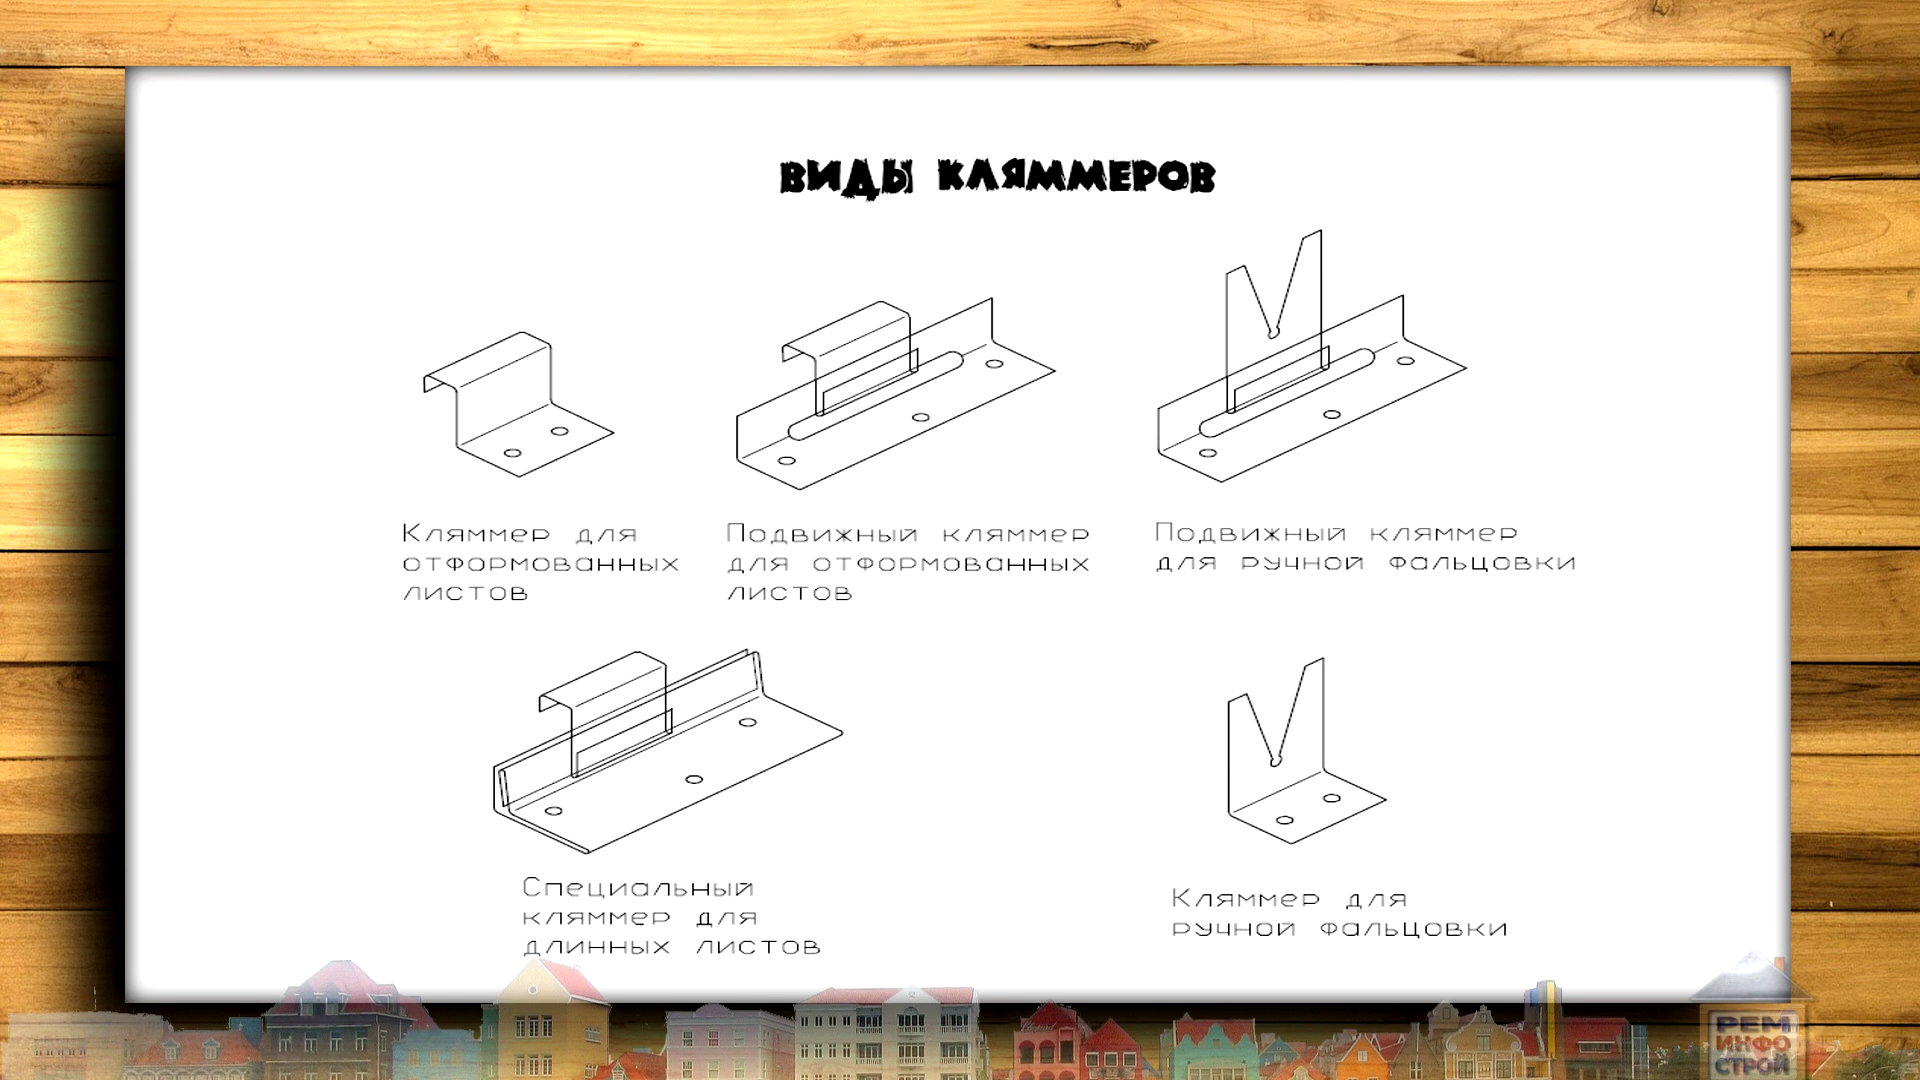 ВИДЫ КЛЯММЕРОВ
Кляммер для
отформованных
листов
Подвижный кляммер
для отформованных
листов
Подвижный кляммер
для ручной фальцовки
Специальный
кляммер для
длинных листов
Кляммер для
ручной фальцовки
РЕМ
ИНФО
СТРОЙ